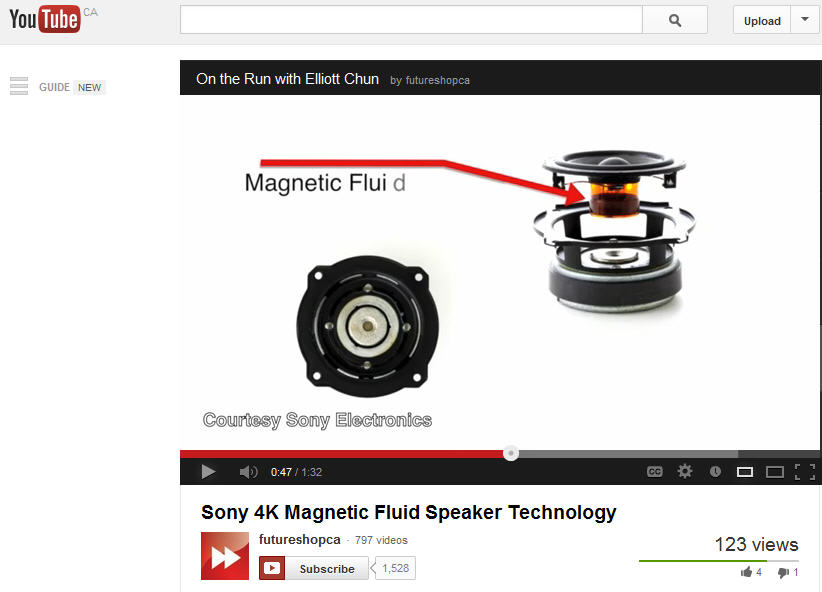 YouTube CA
Upload
GUIDE NEW
On the Run with Elliott Chun by futureshopca
Magnetic Flui d
Courtesy Sony Electronics
0:47 / 1:32
CC
Sony 4K Magnetic Fluid Speaker Technology
futureshopca · 797 videos
Subscribe 1,528
123 views
4 1